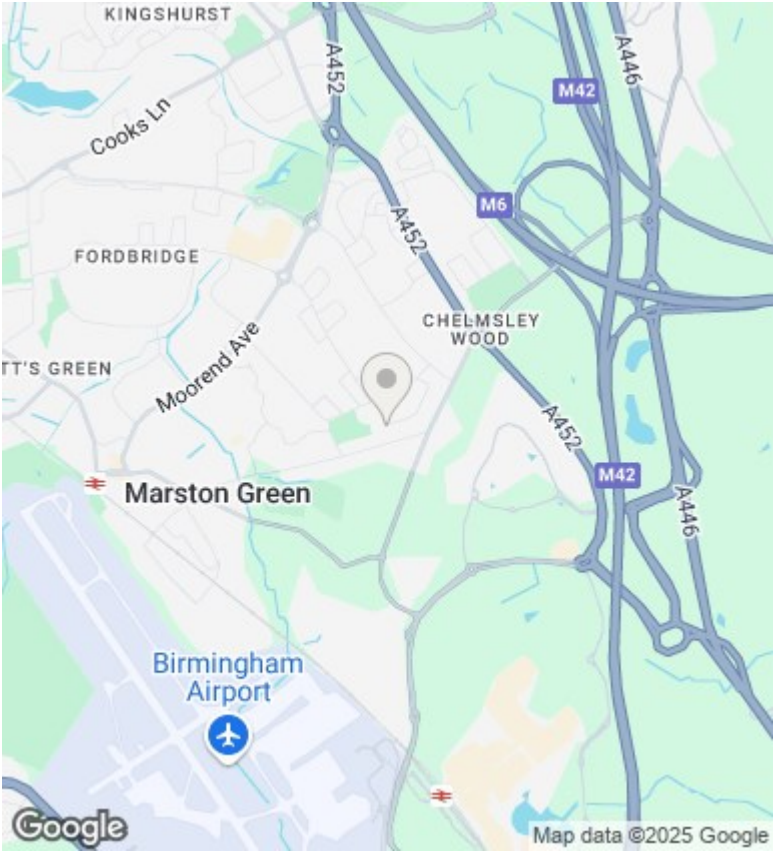 KINGSHURST
A452
A446
M42
Cooks Ln
M6
A452
FORDBRIDGE
CHELMSLEY
WOOD
Moorend Ave
TT'S GREEN
A452
M42
Marston Green
A446
Birmingham
Airport
Google
Map data ©2025 Google